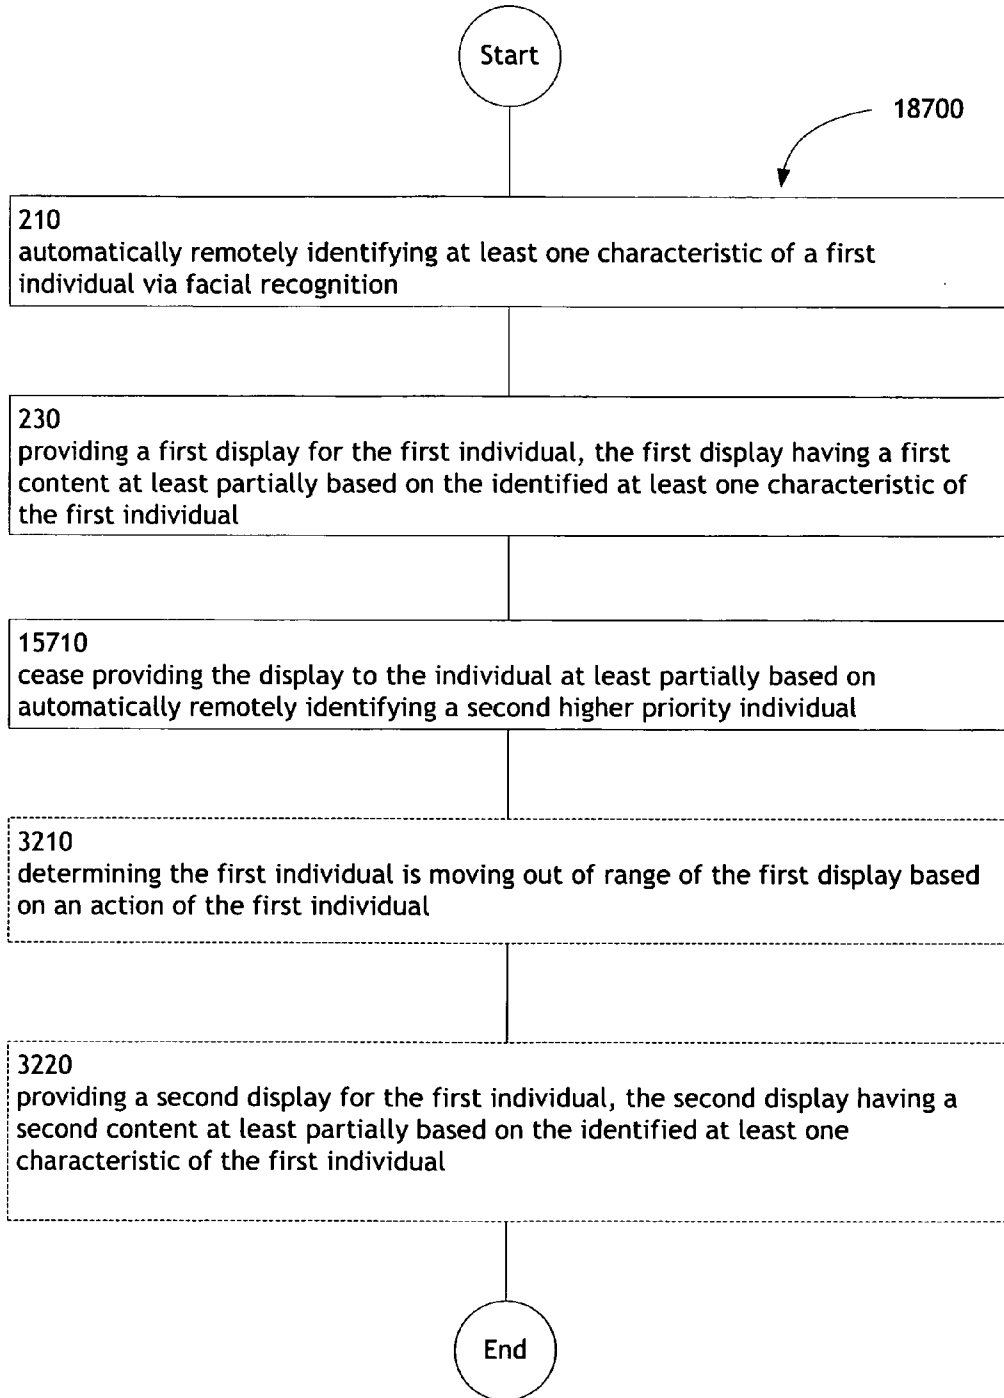 Start
18700
210
automatically remotely identifying at least one characteristic of a first
individual via facial recognition
230
providing a first display for the first individual, the first display having a first
content at least partially based on the identified at least one characteristic of
the first individual
15710
cease providing the display to the individual at least partially based on
automatically remotely identifying a second higher priority individual
3210
determining the first individual is moving out of range of the first display based
on an action of the first individual
3220
providing a second display for the first individual, the second display having a
second content at least partially based on the identified at least one
characteristic of the first individual
End